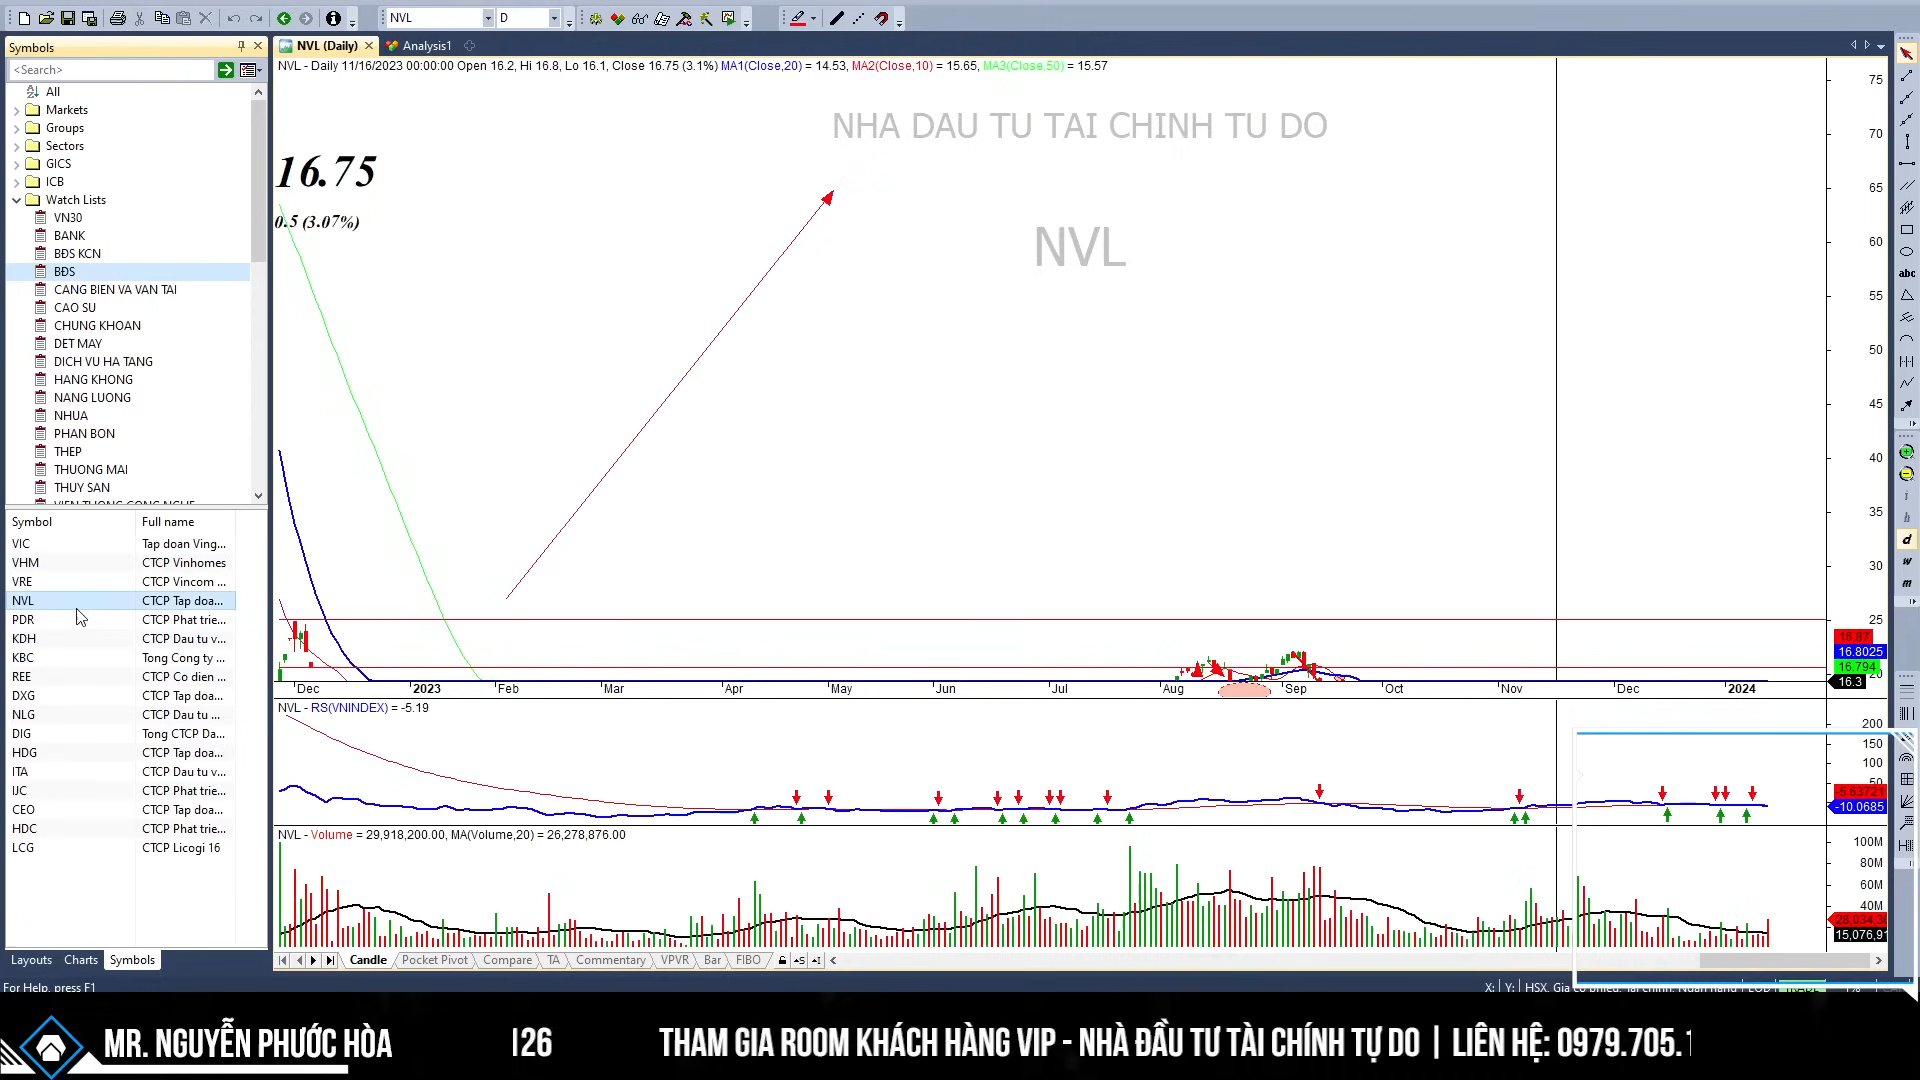 NVL
D
Symbols
NVL (Daily)
Analysis1
<Search>
NVL - Daily 11/16/2023 00:00:00 Open 16.2, Hi 16.8, Lo 16.1, Close 16.75 (3.1%) MA1(Close,20) = 14.53, MA2(Close,10) = 15.65, MA3(Close,50) = 15.57
All
Markets
Groups
Sectors
GICS
ICB
Watch Lists
VN30
BANK
BĐS KCN
BĐS
CANG BIEN VA VAN TAI
CAO SU
CHUNG KHOAN
DET MAY
DICH VU HA TANG
HANG KHONG
NANG LUONG
NHUA
PHAN BON
THEP
THUONG MAI
THUY SAN
Symbol Full name
VIC Tap doan Ving...
VHM CTCP Vinhomes
VRE CTCP Vincom ...
NVL CTCP Tap doa...
PDR CTCP Phat trie...
KDH CTCP Dau tu v...
KBC Tong Cong ty ...
REE CTCP Co dien ...
DXG CTCP Tap doa...
NLG CTCP Dau tu ...
DIG Tong CTCP Da...
HDG CTCP Tap doa...
ITA CTCP Dau tu v...
IJC CTCP Phat trie...
CEO CTCP Tap doa...
HDC CTCP Phat trie...
LCG CTCP Licogi 16
Layouts Charts Symbols
For Help, press F1
16.75
0.5 (3.07%)
NHA DAU TU TAI CHINH TU DO
NVL
75
70
65
60
55
50
45
40
35
30
25
16.87
16.8025
16.794
20
16.3
Dec 2023 Feb Mar Apr May Jun Jul Aug Sep Oct Nov Dec 2024
NVL - RS(VNINDEX) = -5.19
200
150
100
50
-5.63721
-10.0685
NVL - Volume = 29,918,200.00, MA(Volume,20) = 26,278,876.00
100M
80M
60M
40M
28,034,3
15,076,91
Candle Pocket Pivot Compare TA Commentary VPVR Bar FIBO
X: Y:
abc
d
w
m
MR. NGUYỄN PHƯỚC HÒA
126
THAM GIA ROOM KHÁCH HÀNG VIP - NHÀ ĐẦU TƯ TÀI CHÍNH TỰ DO | LIÊN HỆ: 0979.705.1